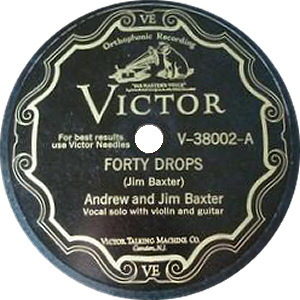 VE
Orthophonic Recording
"HIS MASTER'S VOICE"
VICTOR
For best results
use Victor Needles
V-38002-A
FORTY DROPS
(Jim Baxter)
Andrew and Jim Baxter
Vocal solo with violin and guitar
VICTOR TALKING MACHINE CO.
Camden, N.J.
VE